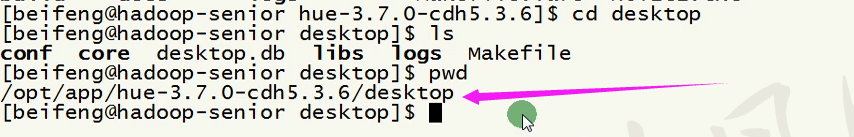 [beifeng@hadoop-senior hue-3.7.0-cdh5.3.6]$ cd desktop
[beifeng@hadoop-senior desktop]$ ls
conf  core  desktop.db  libs  logs  Makefile
[beifeng@hadoop-senior desktop]$ pwd
/opt/app/hue-3.7.0-cdh5.3.6/desktop
[beifeng@hadoop-senior desktop]$